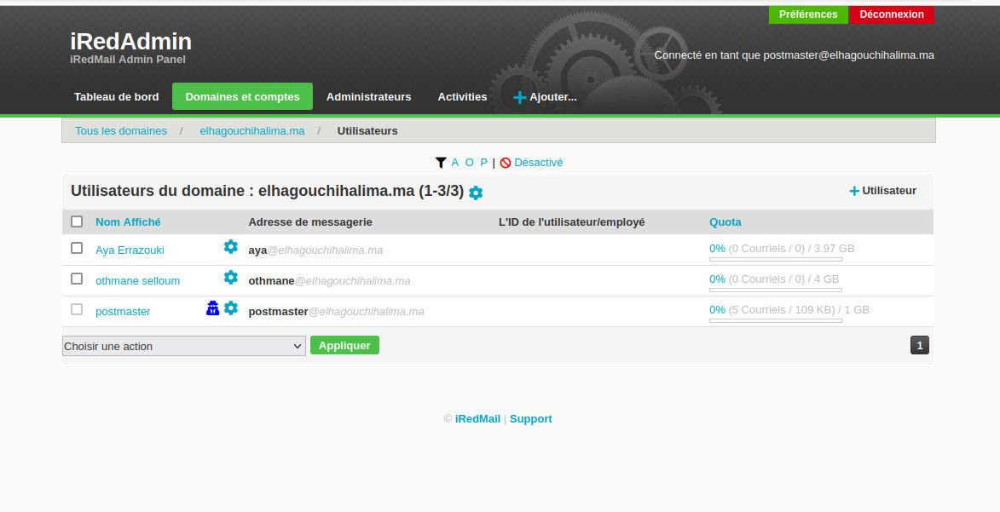 Préférences Déconnexion
iRedAdmin
iRedMail Admin Panel
Connecté en tant que postmaster@elhagouchihalima.ma
Tableau de bord Domaines et comptes Administrateurs Activities Ajouter...
Tous les domaines / elhagouchihalima.ma / Utilisateurs
A O P | Désactivé
Utilisateurs du domaine : elhagouchihalima.ma (1-3/3) Utilisateur
Nom Affiché Adresse de messagerie L'ID de l'utilisateur/employé Quota
Aya Errazouki aya@elhagouchihalima.ma 0% (0 Courriels / 0) / 3.97 GB
othmane selloum othmane@elhagouchihalima.ma 0% (0 Courriels / 0) / 4 GB
postmaster postmaster@elhagouchihalima.ma 0% (5 Courriels / 109 KB) / 1 GB
Choisir une action Appliquer 1
© iRedMail | Support